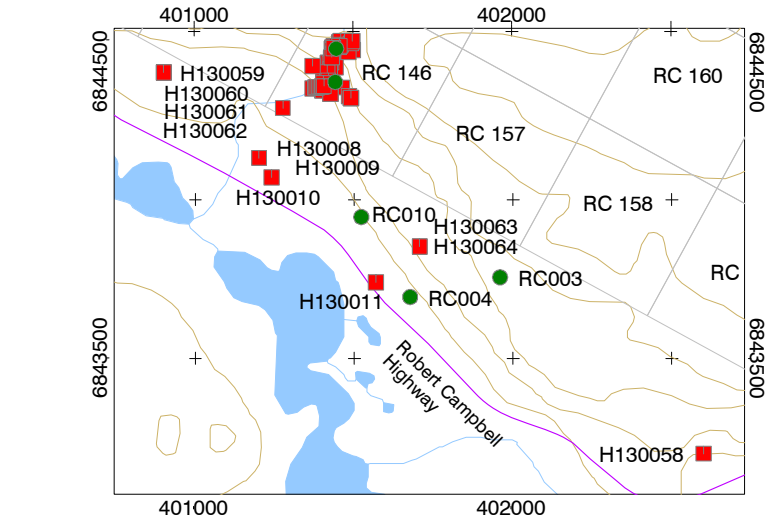 401000
402000
6844500
6844500
RC 146
RC 160
H130059
H130060
H130061
H130062
RC 157
H130008
H130009
H130010
RC 158
RC010
H130063
H130064
RC
RC003
H130011
RC004
6843500
6843500
Robert Campbell
Highway
H130058
401000
402000